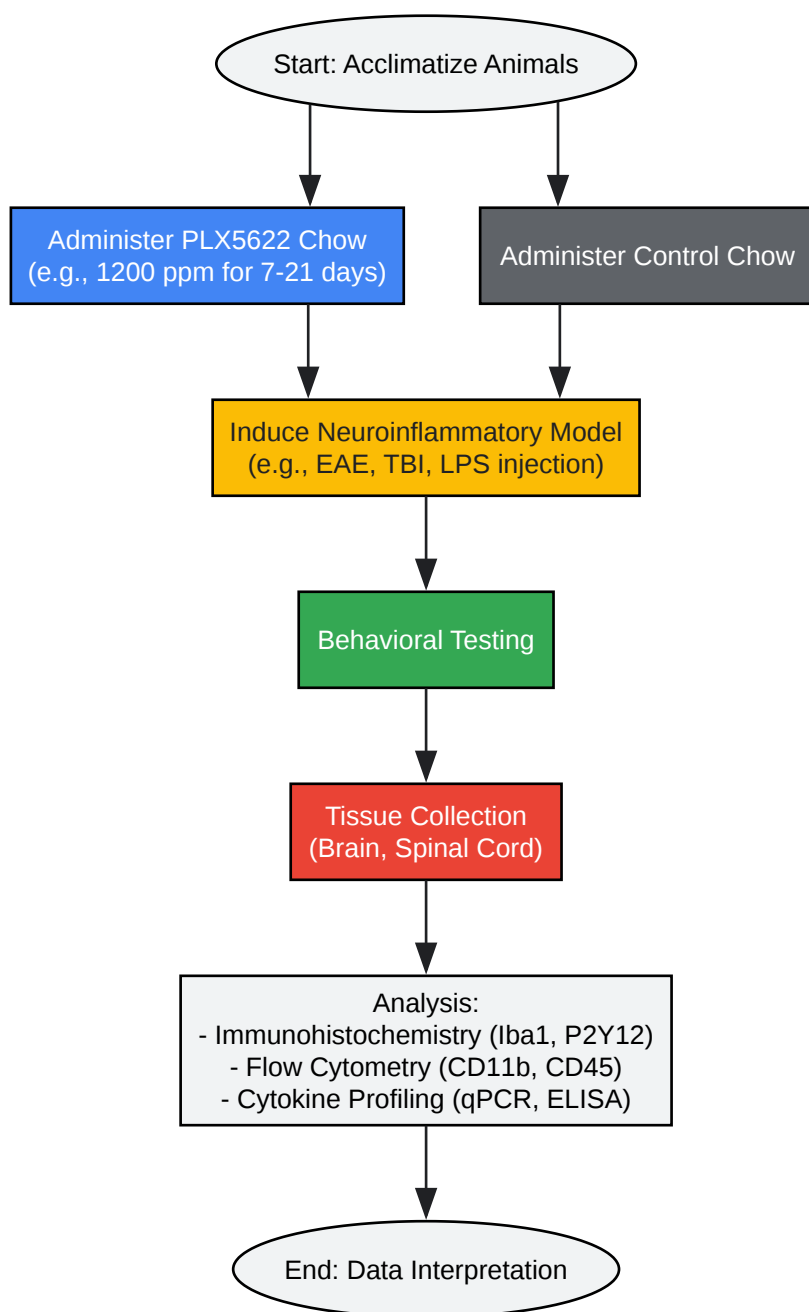 Start: Acclimatize Animals
Administer PLX5622 Chow
(e.g., 1200 ppm for 7-21 days)
Administer Control Chow
Induce Neuroinflammatory Model
(e.g., EAE, TBI, LPS injection)
Behavioral Testing
Tissue Collection
(Brain, Spinal Cord)
Analysis:
- Immunohistochemistry (Iba1, P2Y12)
- Flow Cytometry (CD11b, CD45)
- Cytokine Profiling (qPCR, ELISA)
End: Data Interpretation